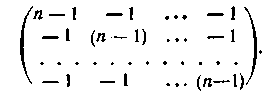 (n − 1 −1 … −1
−1 (n − 1) … −1
. . . . . . . . . . . .
−1 −1 … (n−1)).